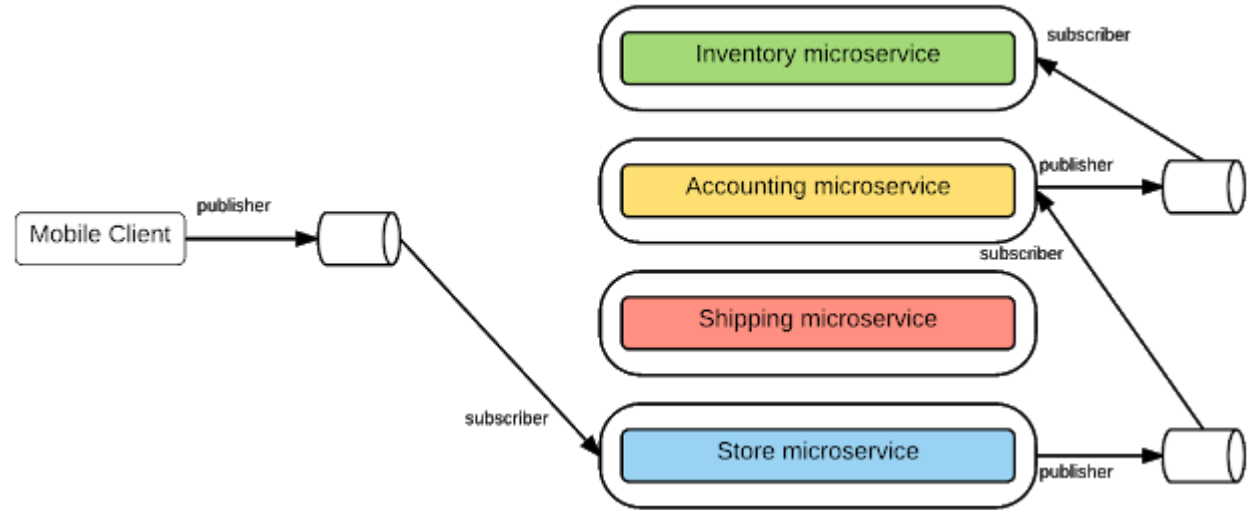 subscriber
Inventory microservice
publisher
Accounting microservice
publisher
Mobile Client
subscriber
Shipping microservice
subscriber
Store microservice
publisher